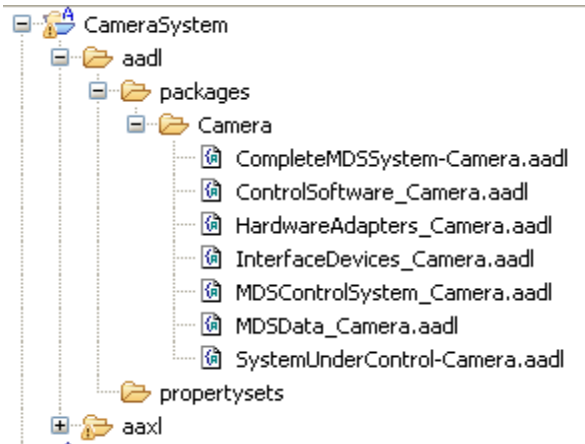 CameraSystem
aadl
packages
Camera
CompleteMDSSystem-Camera.aadl
ControlSoftware_Camera.aadl
HardwareAdapters_Camera.aadl
InterfaceDevices_Camera.aadl
MDSControlSystem_Camera.aadl
MDSData_Camera.aadl
SystemUnderControl-Camera.aadl
propertysets
aaxl